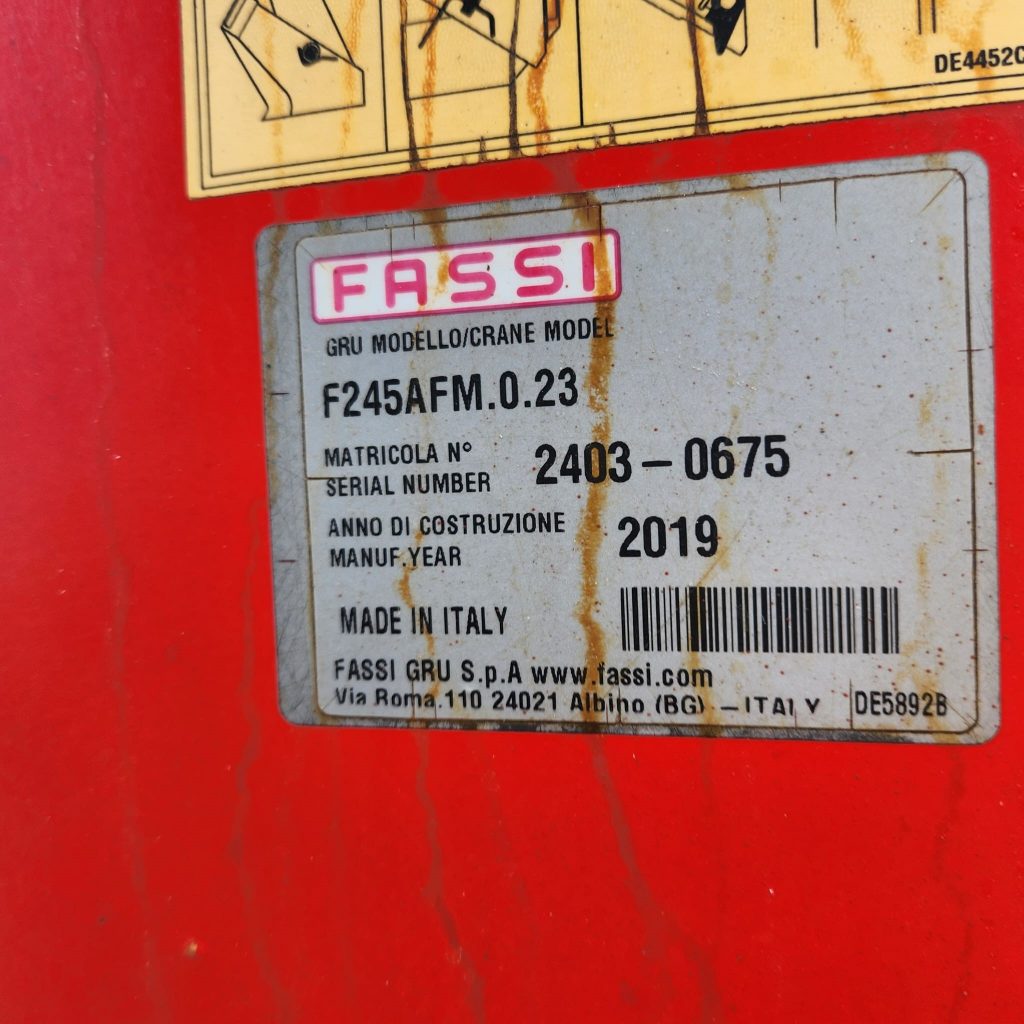 DE4452C
FASSI
GRU MODELLO/CRANE MODEL
F245AFM.0.23
MATRICOLA N° 2403-0675
SERIAL NUMBER
ANNO DI COSTRUZIONE 2019
MANUF.YEAR
MADE IN ITALY
FASSI GRU S.p.A www.fassi.com
Via Roma.110 24021 Albino (BG) - ITALY DE5892B